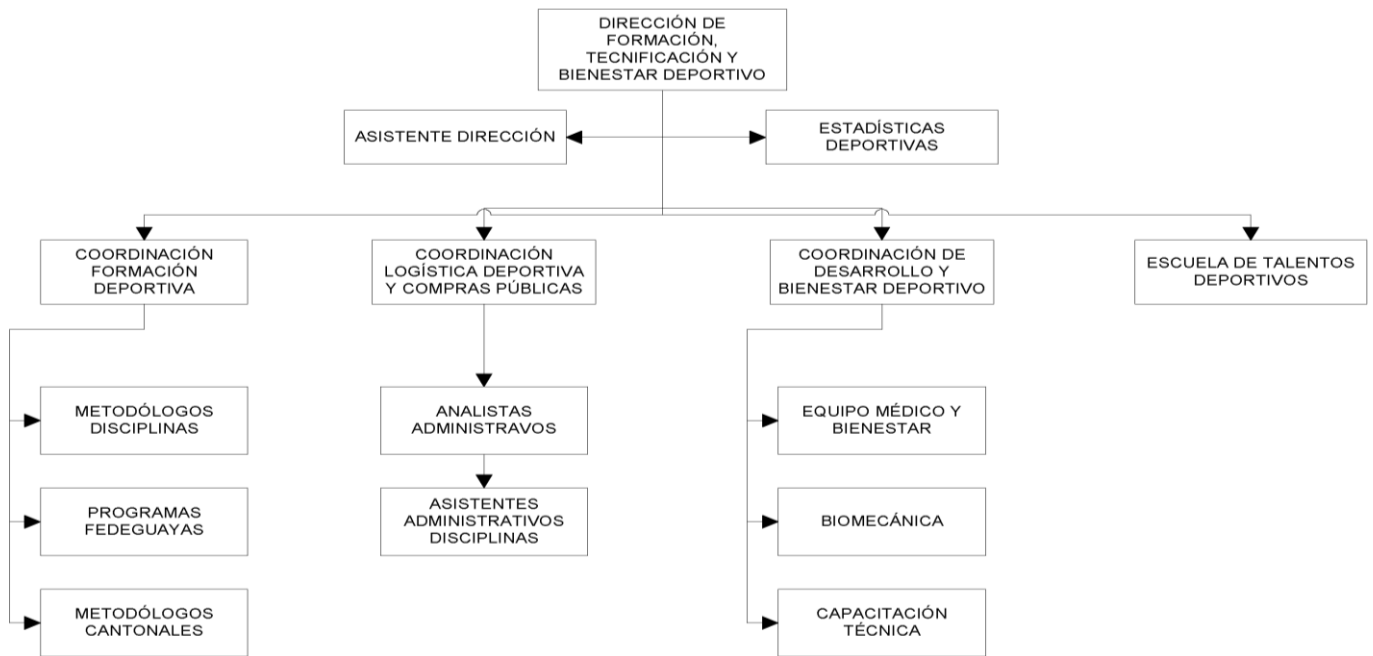 DIRECCIÓN DE
FORMACIÓN,
TECNIFICACIÓN Y
BIENESTAR DEPORTIVO
ASISTENTE DIRECCIÓN
ESTADÍSTICAS
DEPORTIVAS
COORDINACIÓN
FORMACIÓN
DEPORTIVA
COORDINACIÓN
LOGÍSTICA DEPORTIVA
Y COMPRAS PÚBLICAS
COORDINACIÓN DE
DESARROLLO Y
BIENESTAR DEPORTIVO
ESCUELA DE TALENTOS
DEPORTIVOS
METODÓLOGOS
DISCIPLINAS
ANALISTAS
ADMINISTRAVOS
EQUIPO MÉDICO Y
BIENESTAR
PROGRAMAS
FEDEGUAYAS
ASISTENTES
ADMINISTRATIVOS
DISCIPLINAS
BIOMECÁNICA
METODÓLOGOS
CANTONALES
CAPACITACIÓN
TÉCNICA